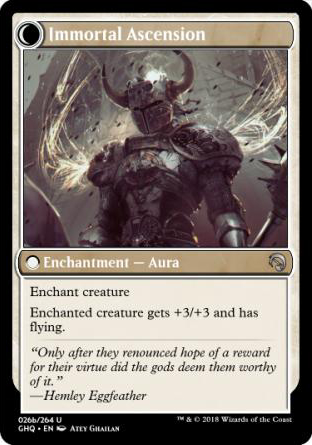 Immortal Ascension
Enchantment — Aura
Enchant creature
Enchanted creature gets +3/+3 and has
flying.
“Only after they renounced hope of a reward
for their virtue did the gods deem them worthy
of it.”
—Hemley Eggfeather
026b/264 U
GHQ • EN ATEY GHAILAN
™ & © 2018 Wizards of the Coast